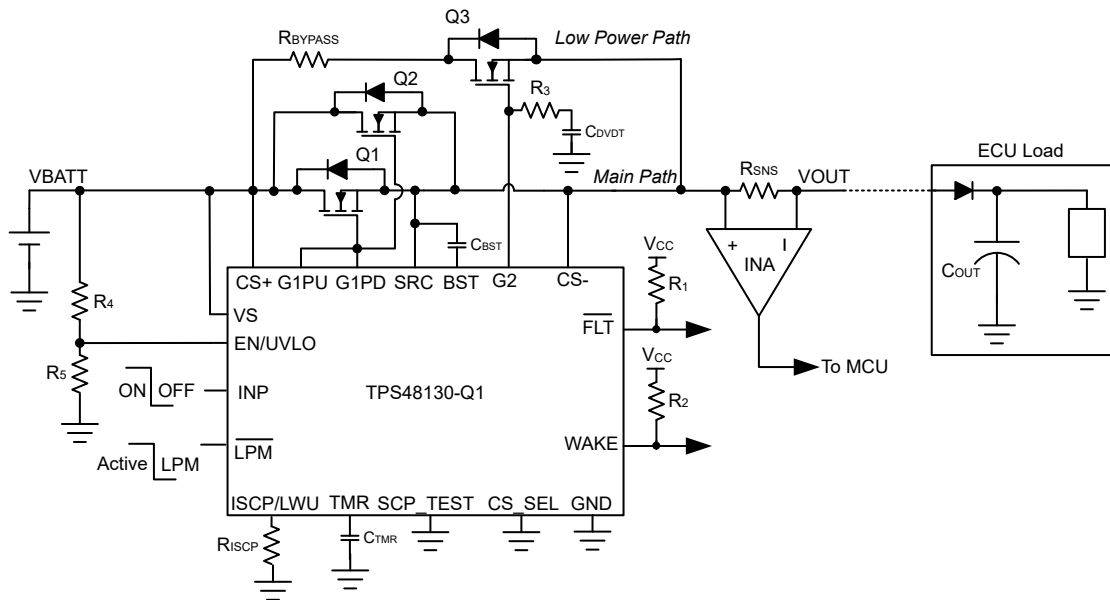 Q3
Low Power Path
RBYPASS
Q2
R3
CDVDT
Q1
ECU Load
VBATT
Main Path
RSNS
VOUT
+
I
INA
CBST
VCC
COUT
CS+ G1PU G1PD SRC BST G2 CS-
R1
R4
VS
FLT
EN/UVLO
To MCU
VCC
R5
ON OFF
INP
TPS48130-Q1
R2
Active LPM
LPM
WAKE
ISCP/LWU TMR SCP_TEST CS_SEL GND
RISCP
CTMR